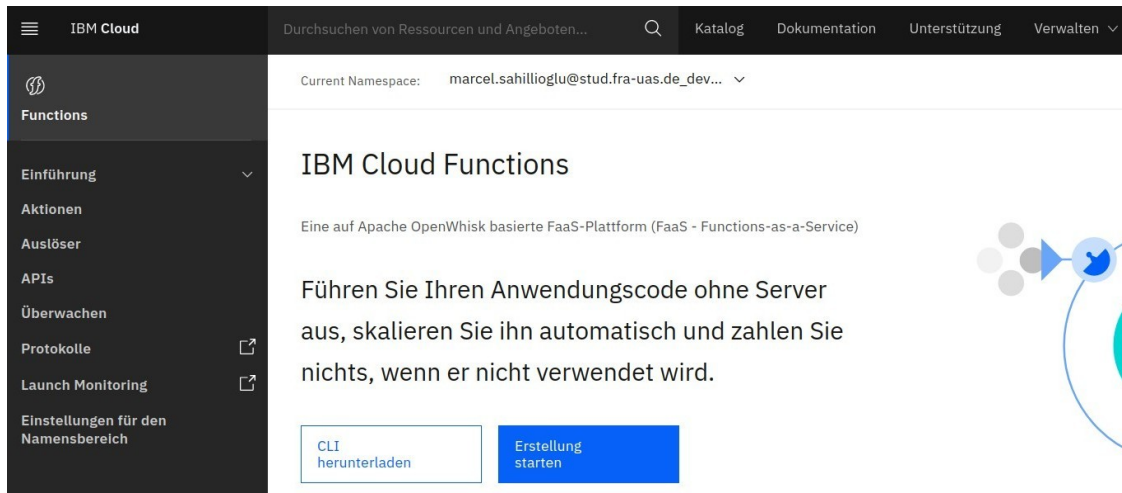 IBM Cloud
Durchsuchen von Ressourcen und Angeboten...
Katalog
Dokumentation
Unterstützung
Verwalten
Functions
Einführung
Aktionen
Auslöser
APIs
Überwachen
Protokolle
Launch Monitoring
Einstellungen für den
Namensbereich
Current Namespace: marcel.sahillioglu@stud.fra-uas.de_dev...
IBM Cloud Functions
Eine auf Apache OpenWhisk basierte FaaS-Plattform (FaaS - Functions-as-a-Service)
Führen Sie Ihren Anwendungscode ohne Server
aus, skalieren Sie ihn automatisch und zahlen Sie
nichts, wenn er nicht verwendet wird.
CLI
herunterladen
Erstellung
starten